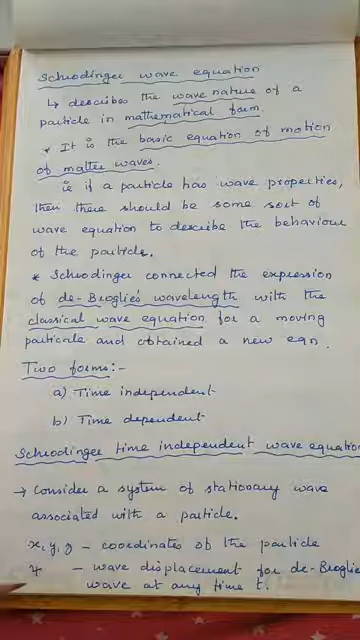 Schrodinger wave equation
↳ describes the wave nature of a
particle in mathematical form.
* It is the basic equation of motion
of matter waves.
ie if a particle has wave properties,
then there should be some sort of
wave equation to describe the behaviour
of the particle.
* Schrodinger connected the expression
of de-Broglie's wavelength with the
classical wave equation for a moving
particale and obtained a new eqn.
Two forms:-
a) Time independent
b) Time dependent
Schrodinger time independent wave equation
→ Consider a system of stationary wave
associated with a particle.
x, y, z - coordinates of the particle
Ψ - wave displacement for de-Broglie
wave at any time t.